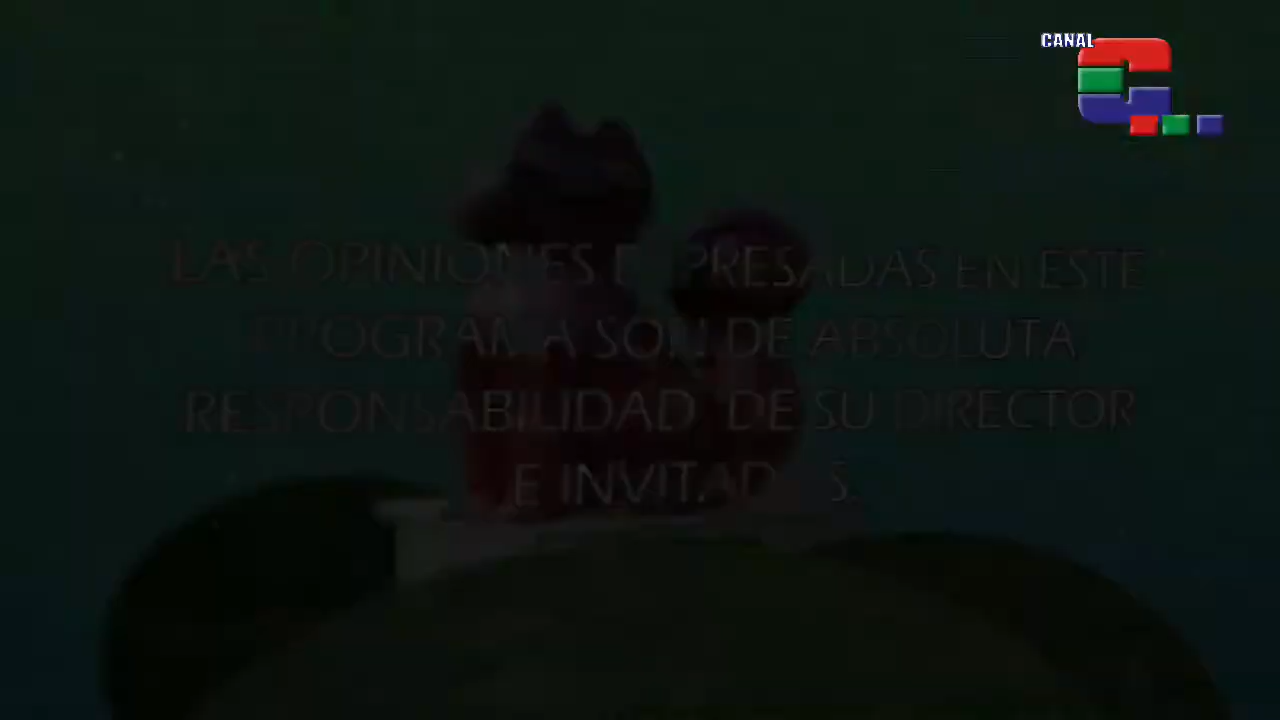 CANAL
LAS OPINIONES EXPRESADAS EN ESTE
PROGRAMA SON DE ABSOLUTA
RESPONSABILIDAD DE SU DIRECTOR
E INVITADOS.